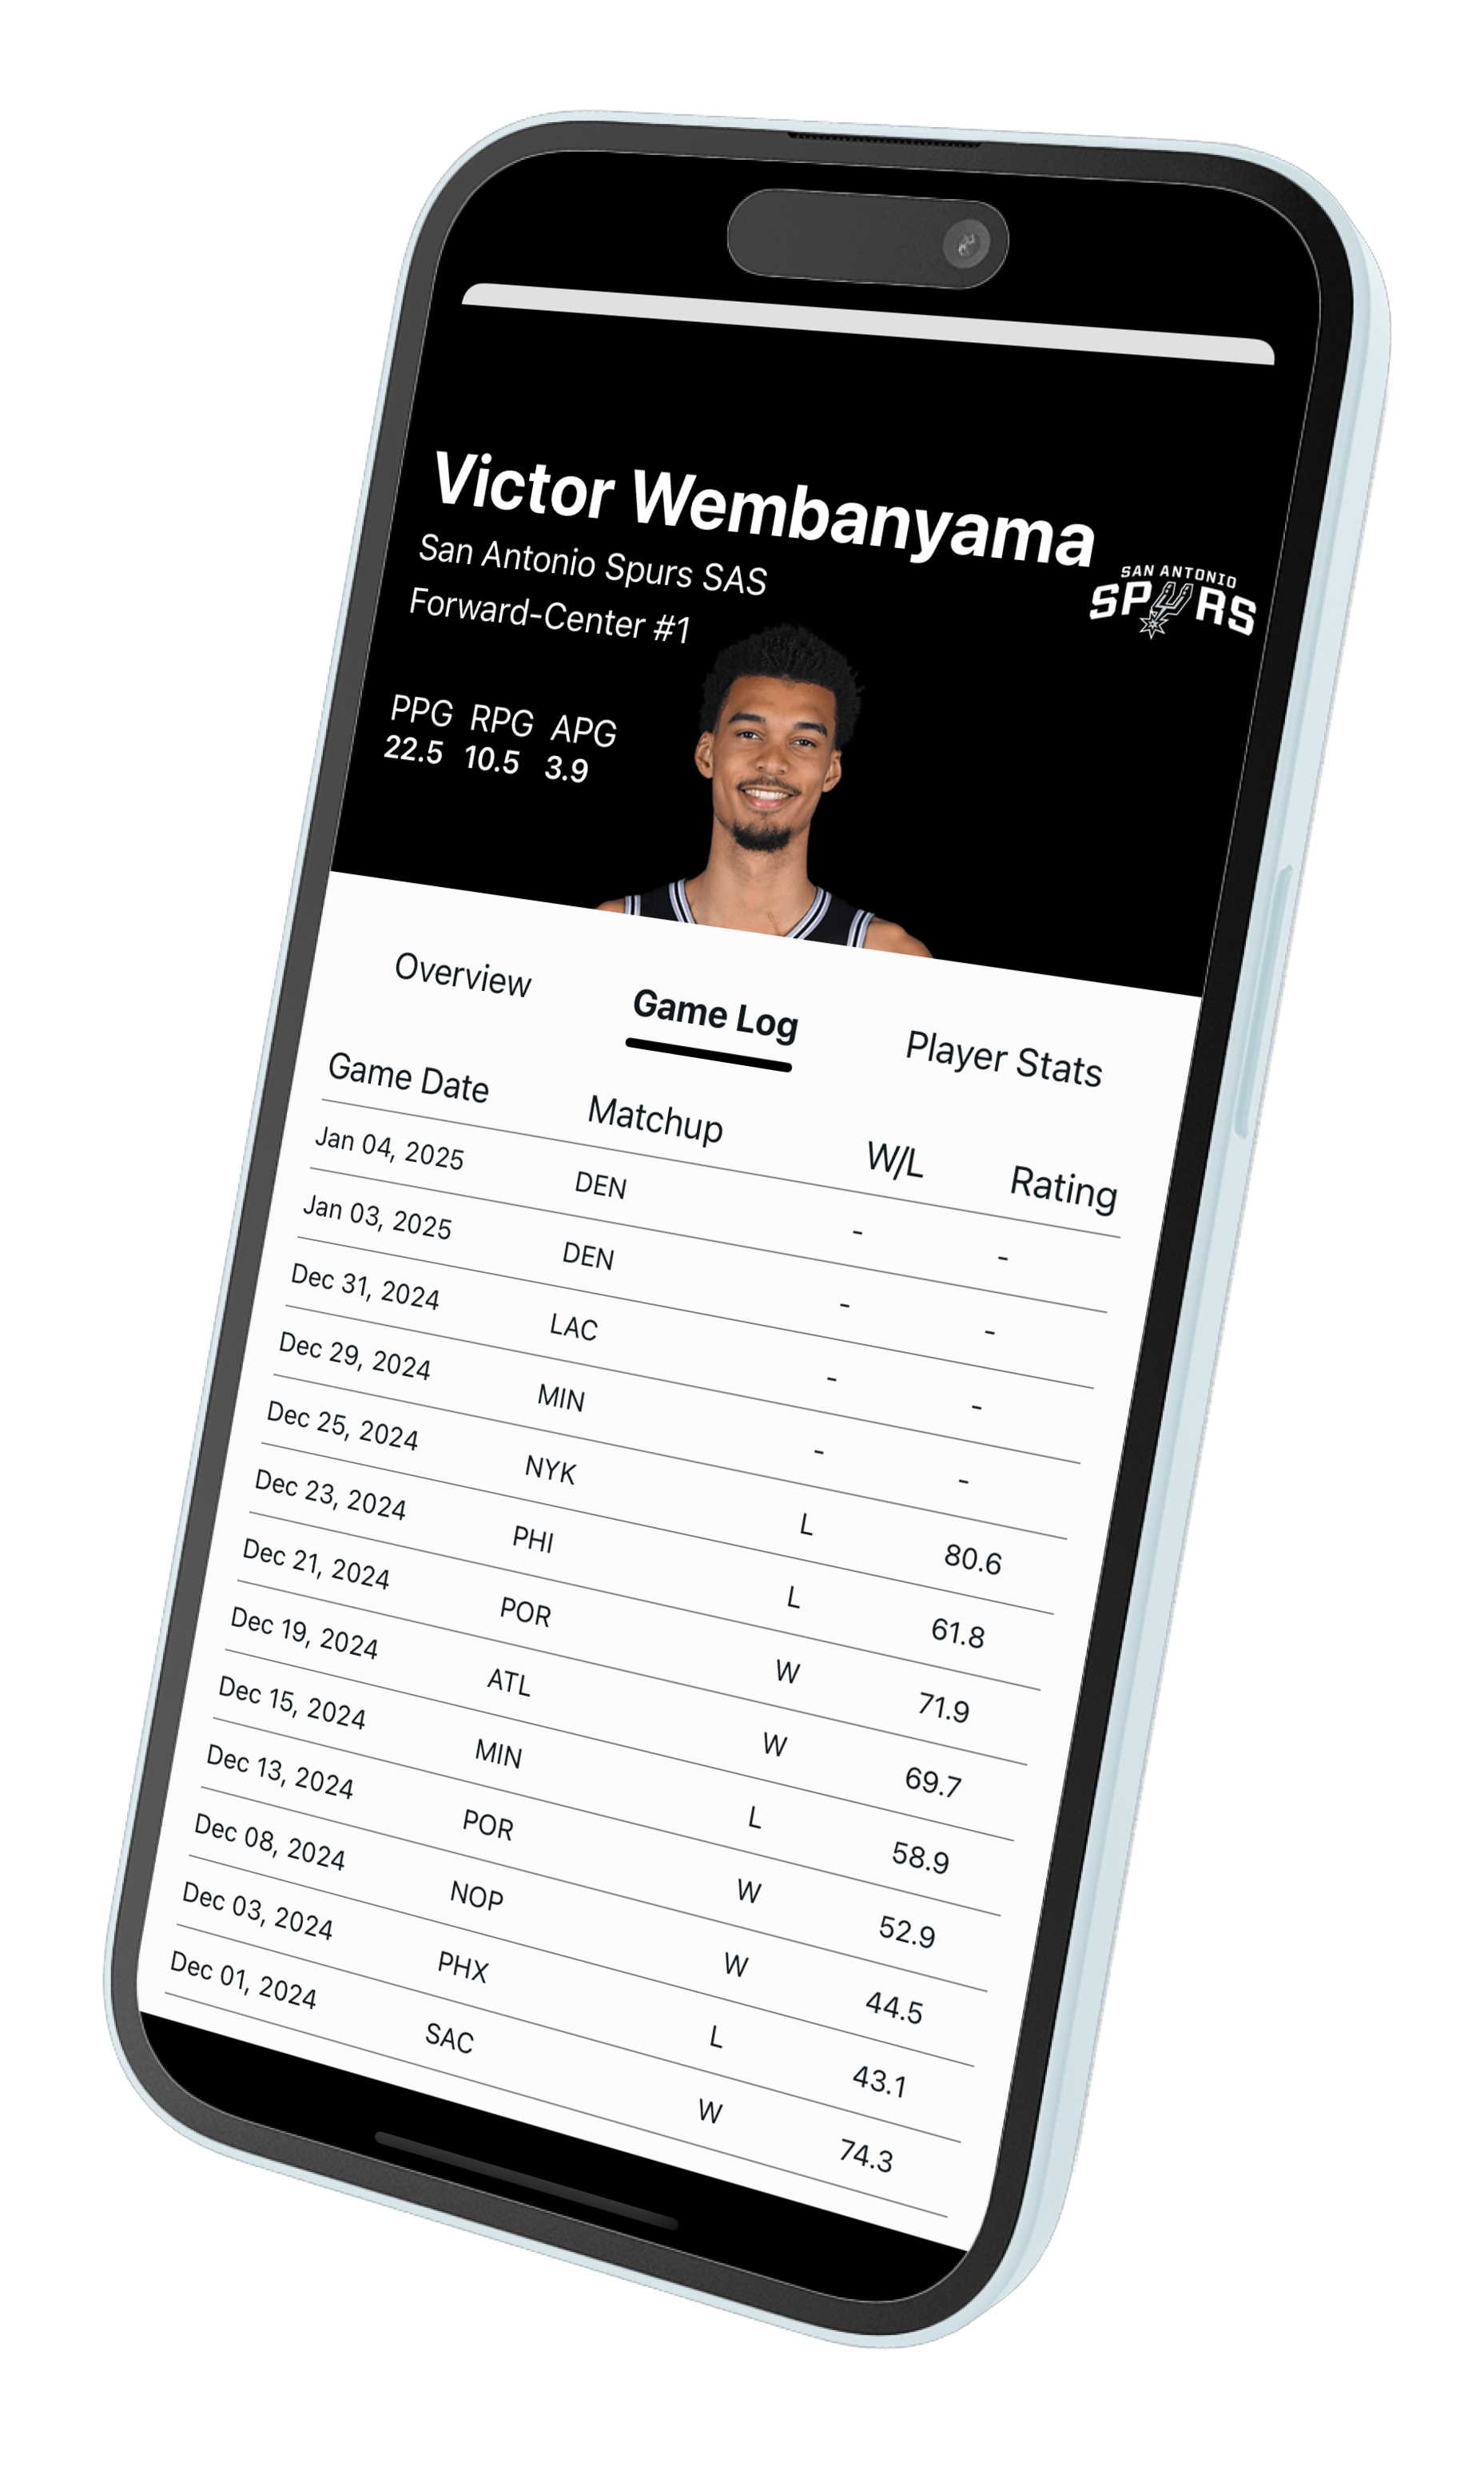 Victor Wembanyama
San Antonio Spurs SAS
Forward-Center #1
SAN ANTONIO
SPURS
PPG RPG APG
22.5 10.5 3.9
Overview Game Log Player Stats
Game Date Matchup W/L Rating
Jan 04, 2025 DEN - -
Jan 03, 2025 DEN - -
Dec 31, 2024 LAC - -
Dec 29, 2024 MIN - -
Dec 25, 2024 NYK L 80.6
Dec 23, 2024 PHI L 61.8
Dec 21, 2024 POR W 71.9
Dec 19, 2024 ATL W 69.7
Dec 15, 2024 MIN L 58.9
Dec 13, 2024 POR W 52.9
Dec 08, 2024 NOP W 44.5
Dec 03, 2024 PHX L 43.1
Dec 01, 2024 SAC W 74.3